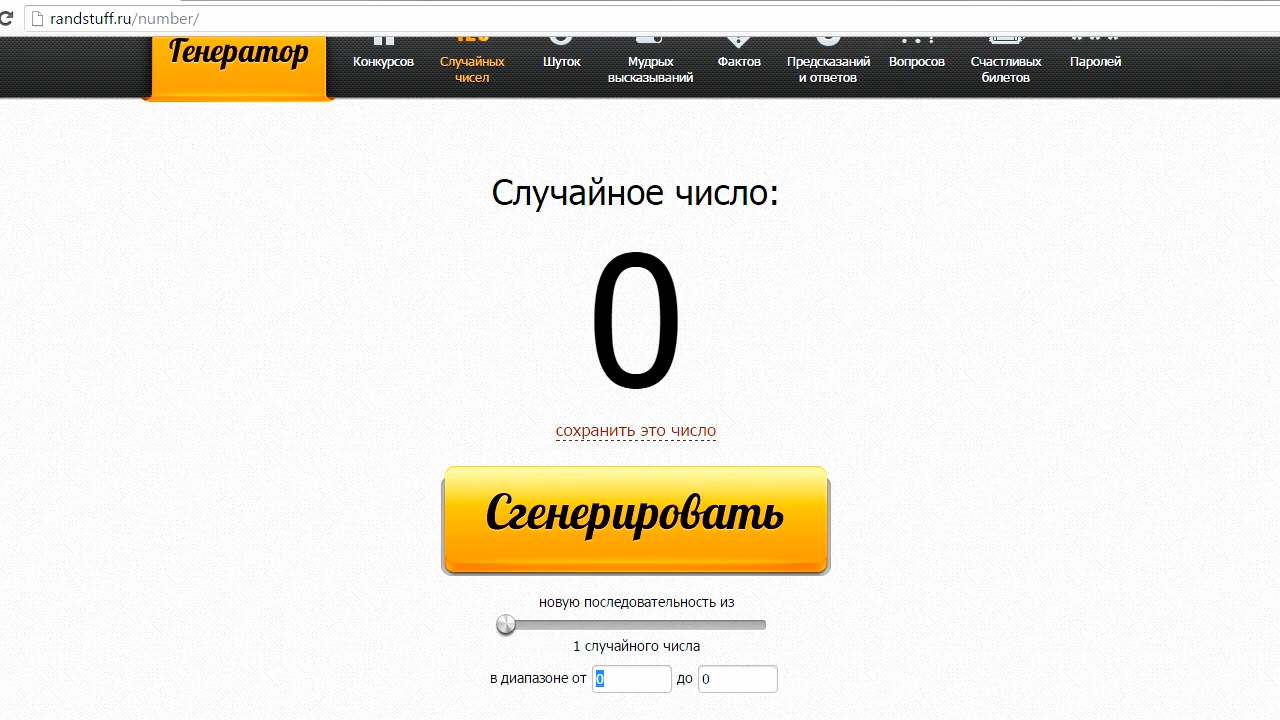 randstuff.ru/number/
Генератор
Конкурсов
Случайных
чисел
Шуток
Мудрых
высказываний
Фактов
Предсказаний
и ответов
Вопросов
Счастливых
билетов
Паролей
Случайное число:
0
сохранить это число
Сгенерировать
новую последовательность из
1 случайного числа
в диапазоне от 0 до 0